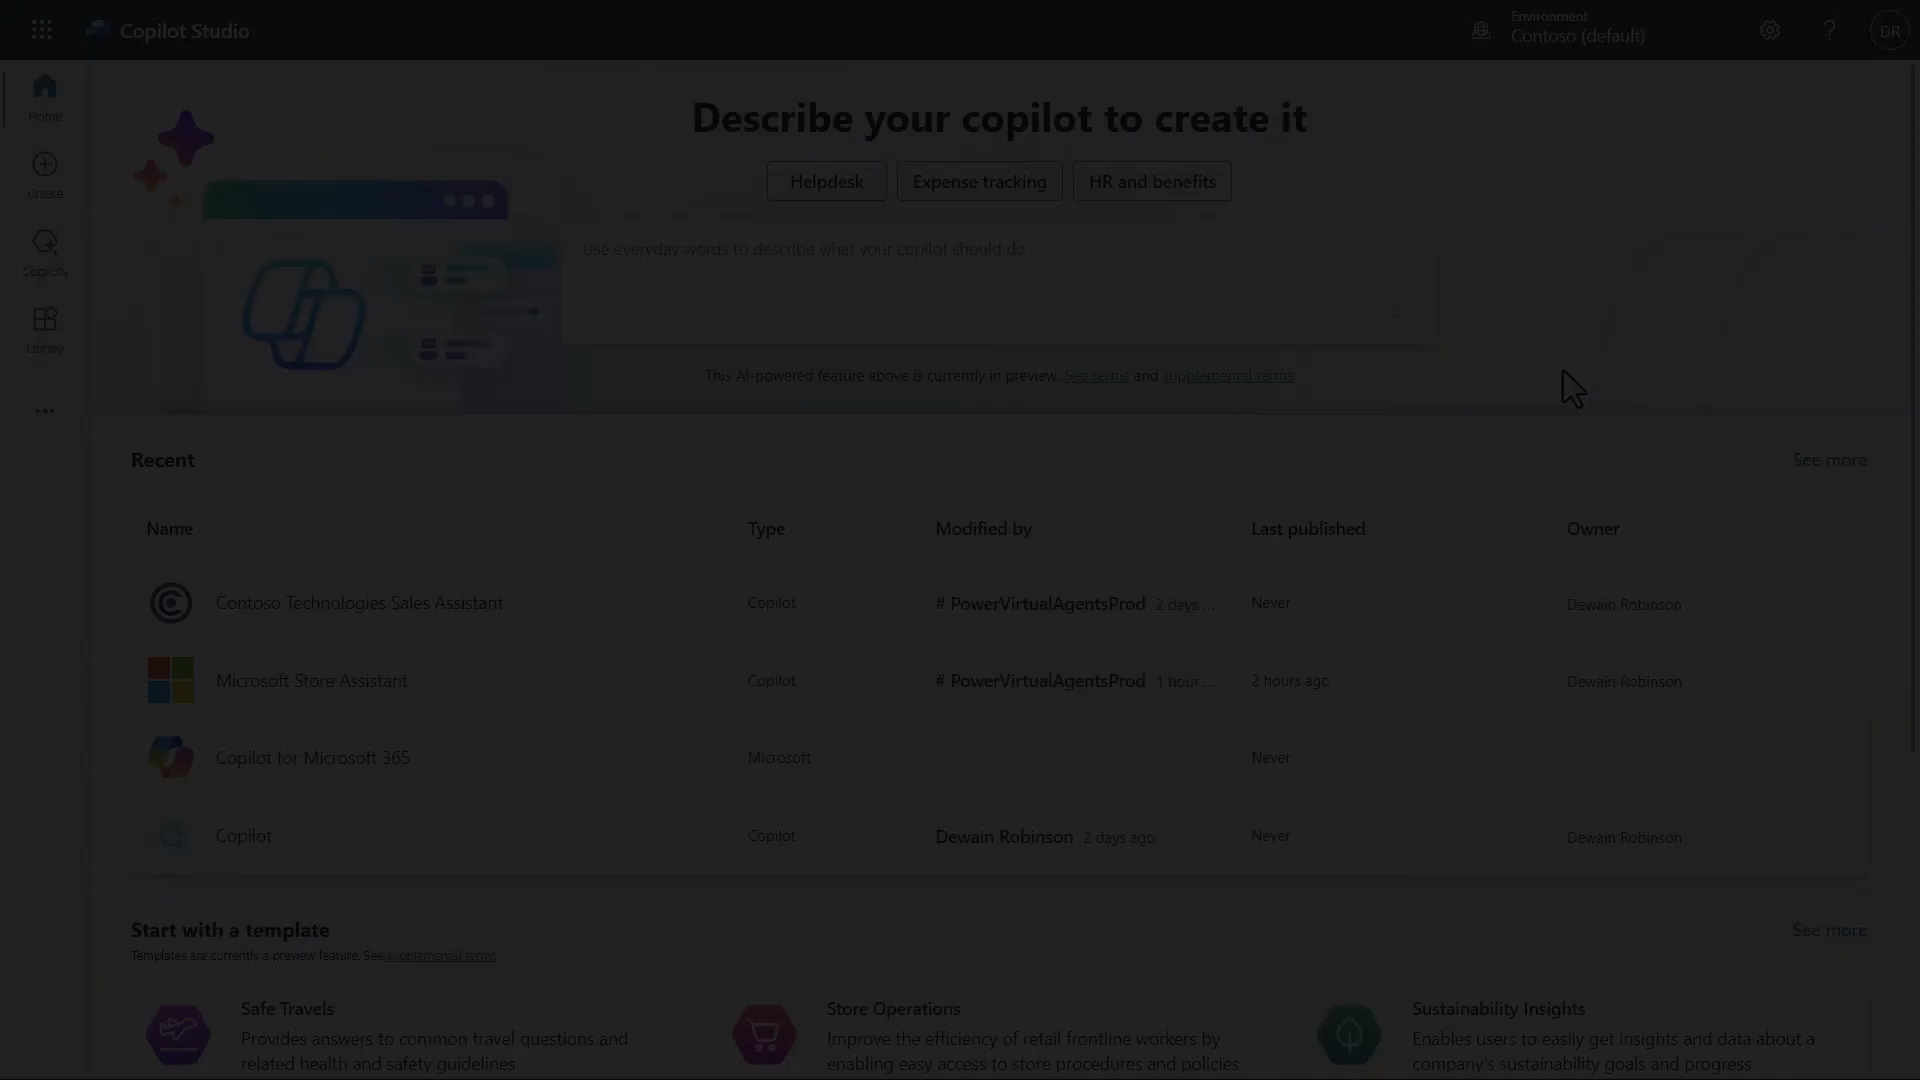 Copilot Studio
Environment
Contoso (default)
?
DR
Home
Create
Copilots
Library
Describe your copilot to create it
Helpdesk
Expense tracking
HR and benefits
Use everyday words to describe what your copilot should do
This AI-powered feature above is currently in preview. See terms and supplemental terms
Recent
See more
Name
Type
Modified by
Last published
Owner
Contoso Technologies Sales Assistant
Copilot
# PowerVirtualAgentsProd 2 days ...
Never
Dewain Robinson
Microsoft Store Assistant
Copilot
# PowerVirtualAgentsProd 1 hour ...
2 hours ago
Dewain Robinson
Copilot for Microsoft 365
Microsoft
Never
Copilot
Copilot
Dewain Robinson 2 days ago
Never
Dewain Robinson
Start with a template
See more
Templates are currently a preview feature. See supplemental terms
Safe Travels
Provides answers to common travel questions and
related health and safety guidelines
Store Operations
Improve the efficiency of retail frontline workers by
enabling easy access to store procedures and policies
Sustainability Insights
Enables users to easily get insights and data about a
company's sustainability goals and progress